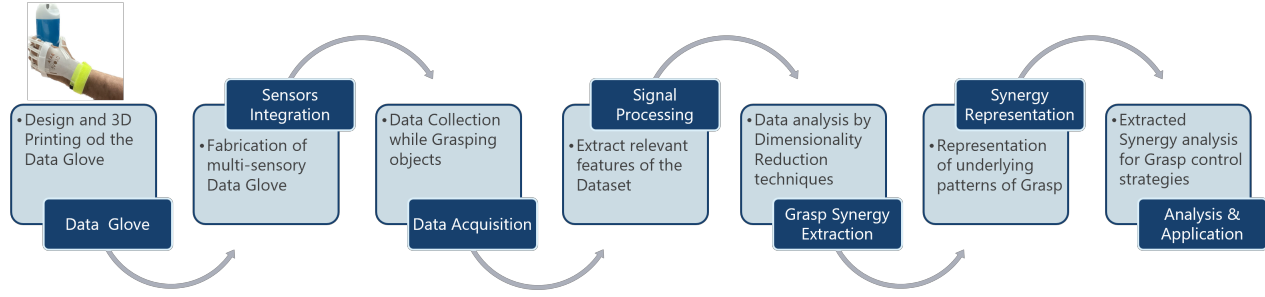 • Design and 3D
Printing od the
Data Glove
Data Glove
Sensors
Integration
• Fabrication of
multi-sensory
Data Glove
• Data Collection
while Grasping
objects
Data Acquisition
Signal
Processing
• Extract relevant
features of the
Dataset
• Data analysis by
Dimensionality
Reduction
techniques
Grasp Synergy
Extraction
Synergy
Representation
• Representation
of underlying
patterns of Grasp
• Extracted
Synergy analysis
for Grasp control
strategies
Analysis &
Application